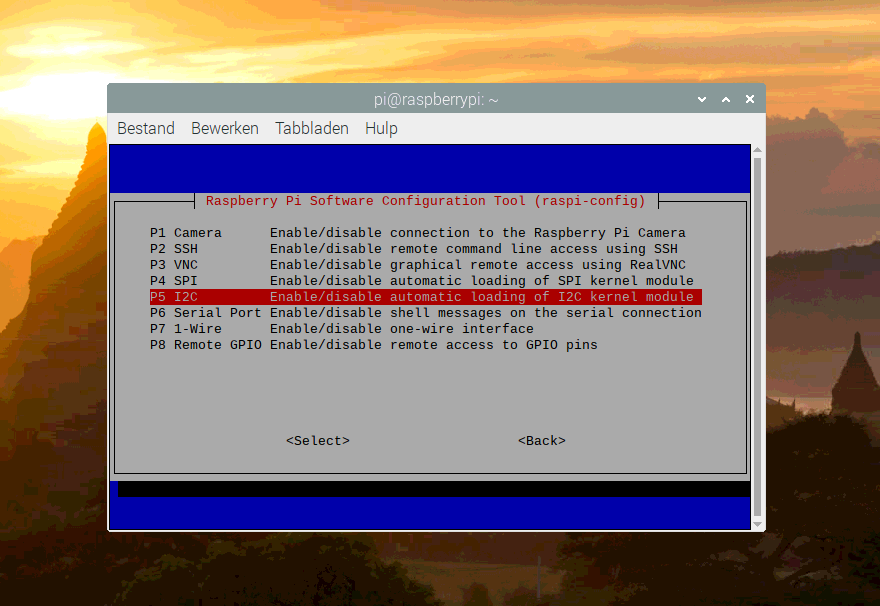 pi@raspberrypi: ~
Bestand Bewerken Tabbladen Hulp
Raspberry Pi Software Configuration Tool (raspi-config)
P1 Camera Enable/disable connection to the Raspberry Pi Camera
P2 SSH Enable/disable remote command line access using SSH
P3 VNC Enable/disable graphical remote access using RealVNC
P4 SPI Enable/disable automatic loading of SPI kernel module
P5 I2C Enable/disable automatic loading of I2C kernel module
P6 Serial Port Enable/disable shell messages on the serial connection
P7 1-Wire Enable/disable one-wire interface
P8 Remote GPIO Enable/disable remote access to GPIO pins
<Select> <Back>